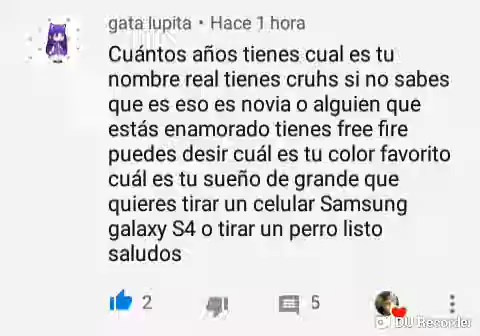 gata lupita • Hace 1 hora
Cuántos años tienes cual es tu
nombre real tienes cruhs si no sabes
que es eso es novia o alguien que
estás enamorado tienes free fire
puedes desir cuál es tu color favorito
cuál es tu sueño de grande que
quieres tirar un celular Samsung
galaxy S4 o tirar un perro listo
saludos
2 5
DU Recorder